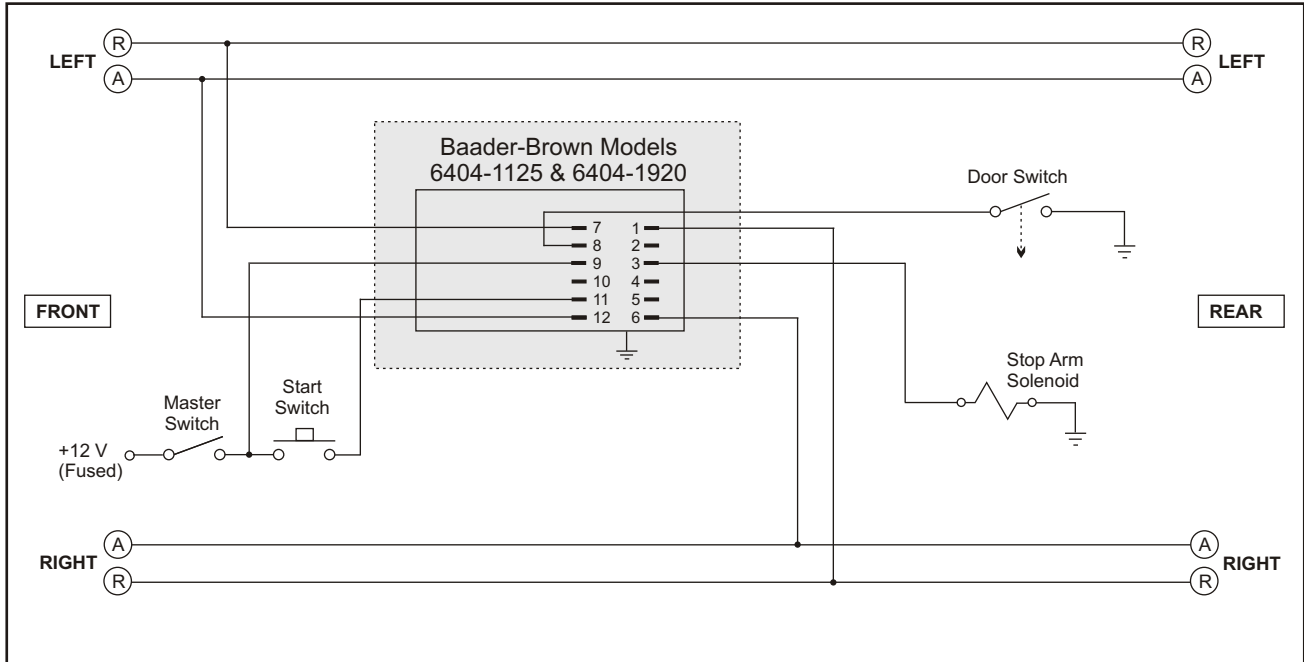 R
LEFT
A
R
LEFT
A
Baader-Brown Models
6404-1125 & 6404-1920
7 1
8 2
9 3
10 4
11 5
12 6
Door Switch
FRONT
REAR
Stop Arm
Solenoid
Master
Switch
Start
Switch
+12 V
(Fused)
A
RIGHT
R
A
RIGHT
R